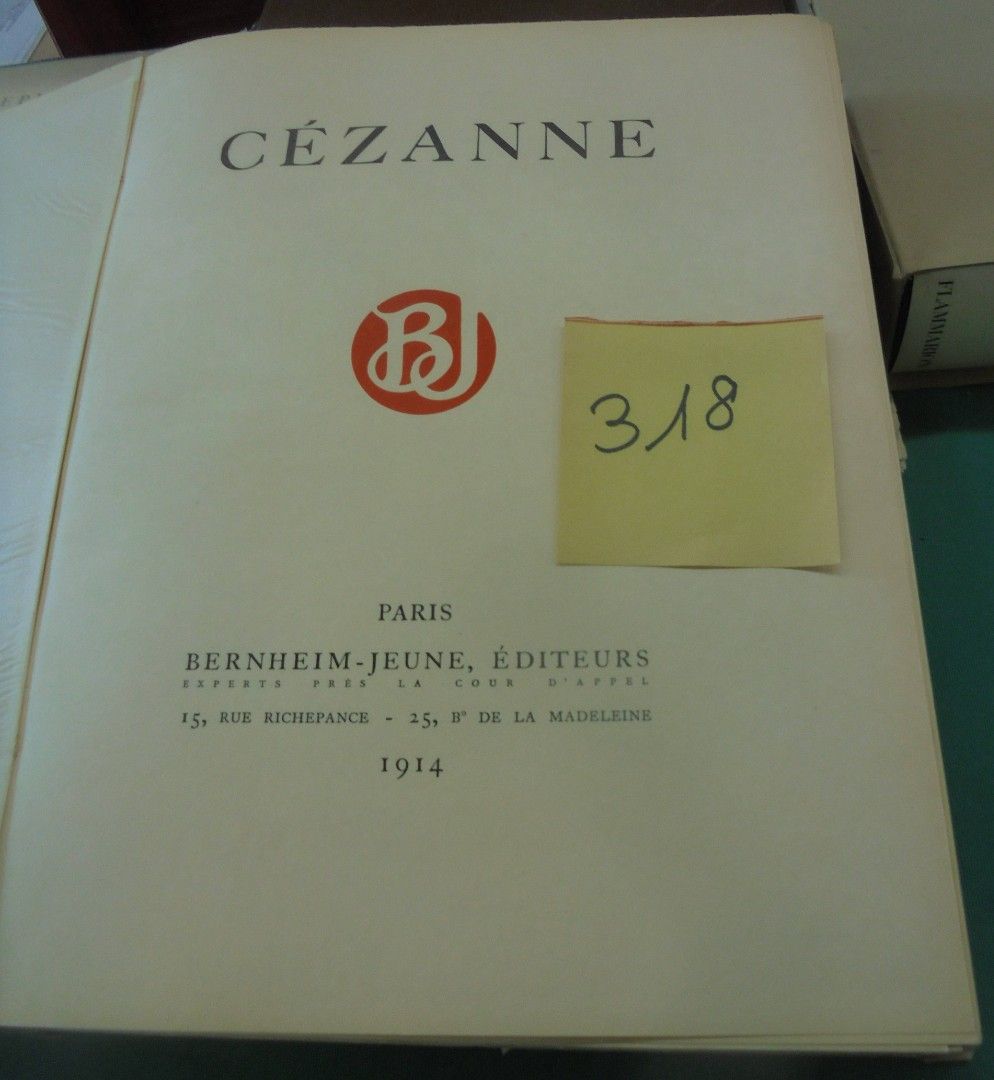 CÉZANNE
BJ
318
PARIS
BERNHEIM-JEUNE, ÉDITEURS
EXPERTS PRÈS LA COUR D'APPEL
15, RUE RICHEPANCE - 25, Bᴰ DE LA MADELEINE
1914
FLAMMARION